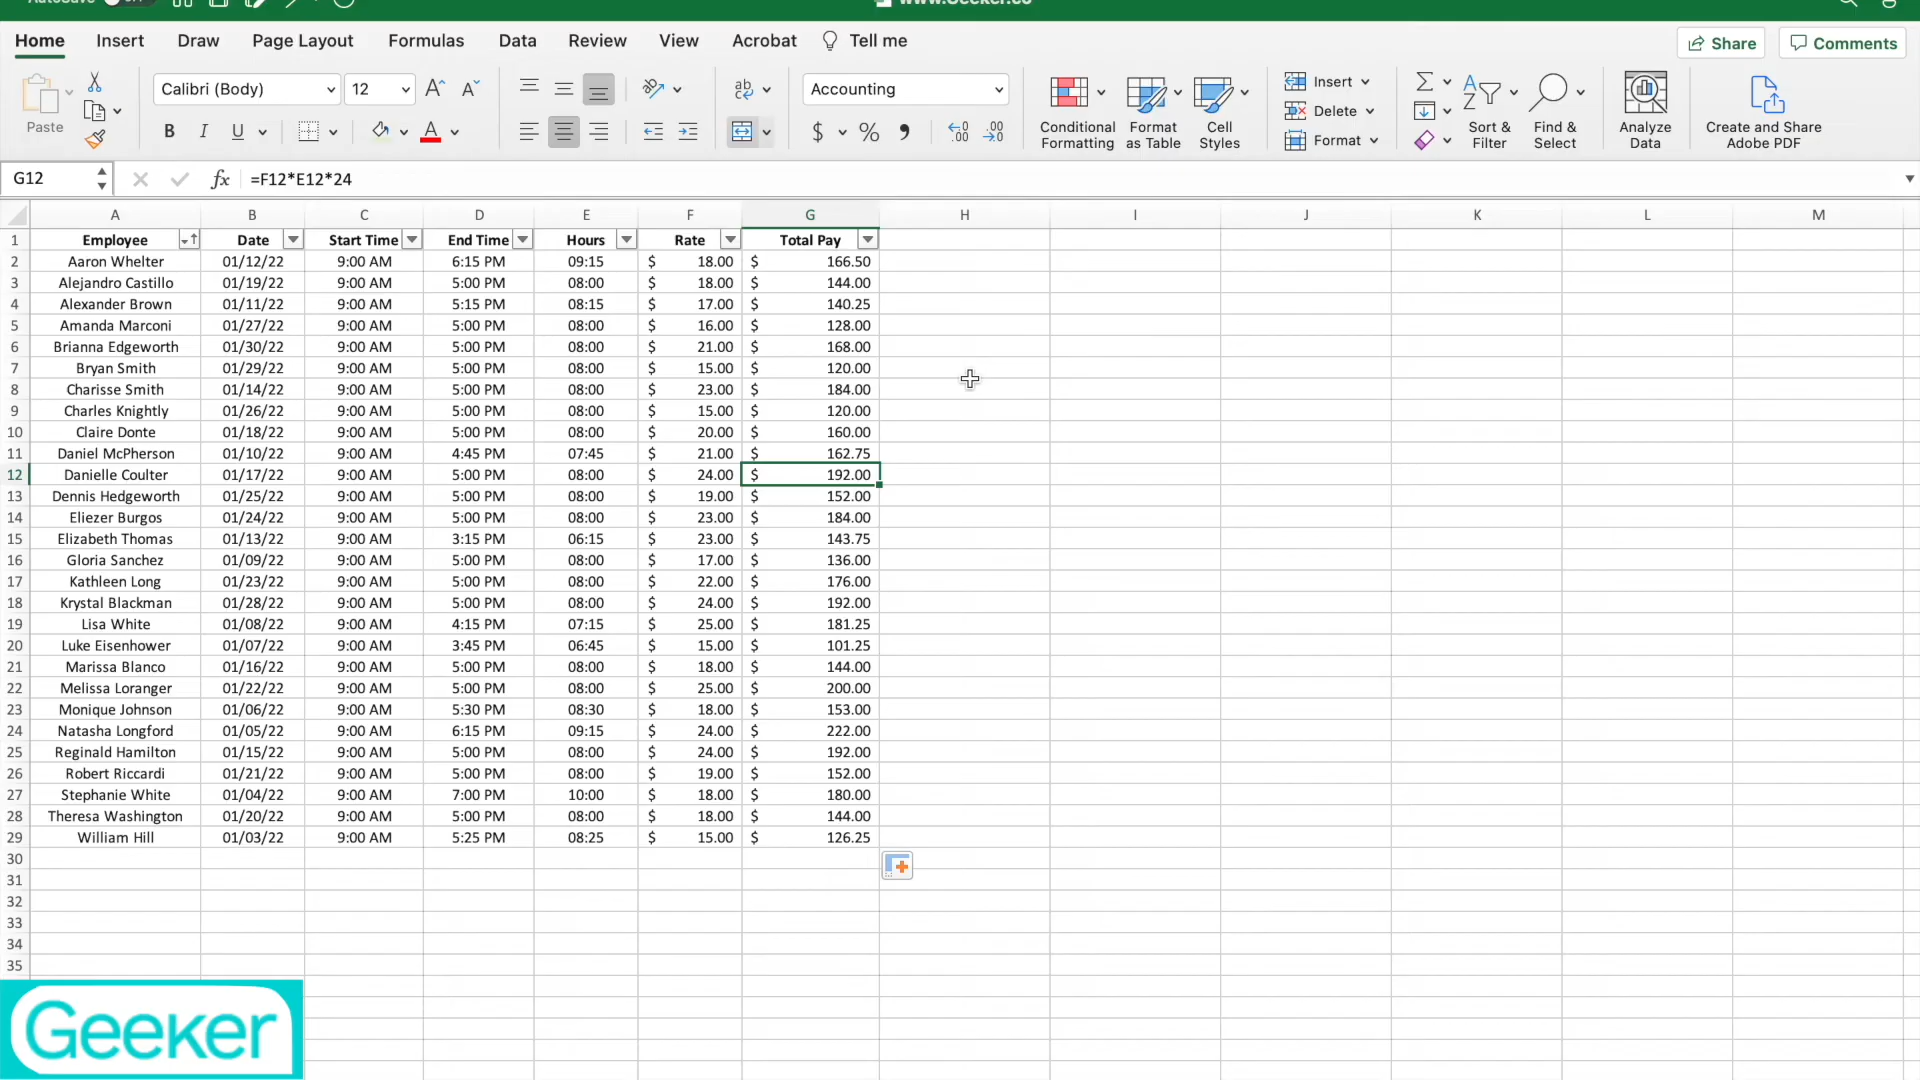 AutoSave
www.Geeker.co
Home Insert Draw Page Layout Formulas Data Review View Acrobat Tell me Share Comments
Paste Calibri (Body) 12 A A B I U A ab Accounting $ % , .00 Conditional Formatting Format as Table Cell Styles Insert Delete Format Sort & Filter Find & Select Analyze Data Create and Share Adobe PDF
G12 fx =F12*E12*24
A B C D E F G H I J K L M
1 Employee Date Start Time End Time Hours Rate Total Pay
2 Aaron Whelter 01/12/22 9:00 AM 6:15 PM 09:15 $ 18.00 $ 166.50
3 Alejandro Castillo 01/19/22 9:00 AM 5:00 PM 08:00 $ 18.00 $ 144.00
4 Alexander Brown 01/11/22 9:00 AM 5:15 PM 08:15 $ 17.00 $ 140.25
5 Amanda Marconi 01/27/22 9:00 AM 5:00 PM 08:00 $ 16.00 $ 128.00
6 Brianna Edgeworth 01/30/22 9:00 AM 5:00 PM 08:00 $ 21.00 $ 168.00
7 Bryan Smith 01/29/22 9:00 AM 5:00 PM 08:00 $ 15.00 $ 120.00
8 Charisse Smith 01/14/22 9:00 AM 5:00 PM 08:00 $ 23.00 $ 184.00
9 Charles Knightly 01/26/22 9:00 AM 5:00 PM 08:00 $ 15.00 $ 120.00
10 Claire Donte 01/18/22 9:00 AM 5:00 PM 08:00 $ 20.00 $ 160.00
11 Daniel McPherson 01/10/22 9:00 AM 4:45 PM 07:45 $ 21.00 $ 162.75
12 Danielle Coulter 01/17/22 9:00 AM 5:00 PM 08:00 $ 24.00 $ 192.00
13 Dennis Hedgeworth 01/25/22 9:00 AM 5:00 PM 08:00 $ 19.00 $ 152.00
14 Eliezer Burgos 01/24/22 9:00 AM 5:00 PM 08:00 $ 23.00 $ 184.00
15 Elizabeth Thomas 01/13/22 9:00 AM 3:15 PM 06:15 $ 23.00 $ 143.75
16 Gloria Sanchez 01/09/22 9:00 AM 5:00 PM 08:00 $ 17.00 $ 136.00
17 Kathleen Long 01/23/22 9:00 AM 5:00 PM 08:00 $ 22.00 $ 176.00
18 Krystal Blackman 01/28/22 9:00 AM 5:00 PM 08:00 $ 24.00 $ 192.00
19 Lisa White 01/08/22 9:00 AM 4:15 PM 07:15 $ 25.00 $ 181.25
20 Luke Eisenhower 01/07/22 9:00 AM 3:45 PM 06:45 $ 15.00 $ 101.25
21 Marissa Blanco 01/16/22 9:00 AM 5:00 PM 08:00 $ 18.00 $ 144.00
22 Melissa Loranger 01/22/22 9:00 AM 5:00 PM 08:00 $ 25.00 $ 200.00
23 Monique Johnson 01/06/22 9:00 AM 5:30 PM 08:30 $ 18.00 $ 153.00
24 Natasha Longford 01/05/22 9:00 AM 6:15 PM 09:15 $ 24.00 $ 222.00
25 Reginald Hamilton 01/15/22 9:00 AM 5:00 PM 08:00 $ 24.00 $ 192.00
26 Robert Riccardi 01/21/22 9:00 AM 5:00 PM 08:00 $ 19.00 $ 152.00
27 Stephanie White 01/04/22 9:00 AM 7:00 PM 10:00 $ 18.00 $ 180.00
28 Theresa Washington 01/20/22 9:00 AM 5:00 PM 08:00 $ 18.00 $ 144.00
29 William Hill 01/03/22 9:00 AM 5:25 PM 08:25 $ 15.00 $ 126.25
30
31
32
33
34
35
Geeker